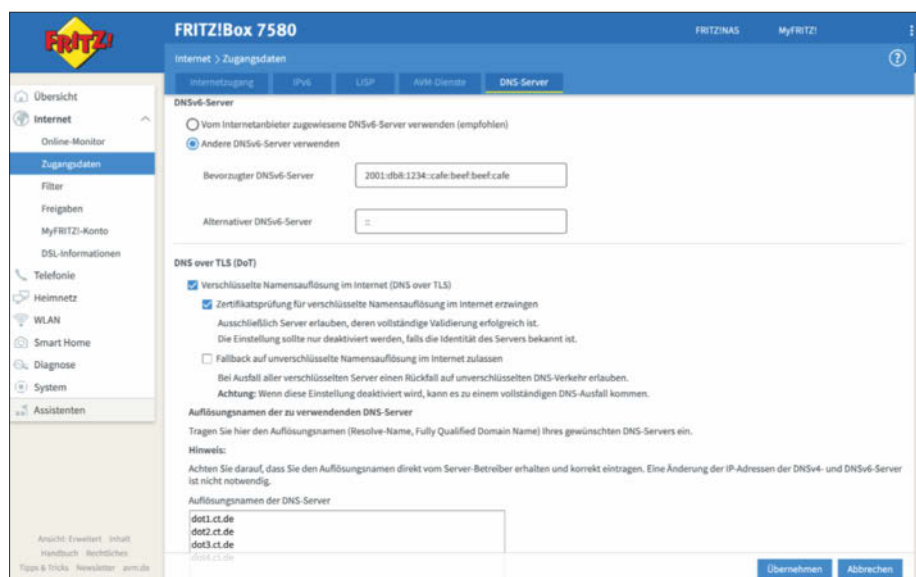 FRITZ!
FRITZ!Box 7580
FRITZ!NAS
MyFRITZ!
Internet > Zugangsdaten
?
Internetzugang
IPv6
LISP
AVM-Dienste
DNS-Server
Übersicht
Internet
Online-Monitor
Zugangsdaten
Filter
Freigaben
MyFRITZ!-Konto
DSL-Informationen
Telefonie
Heimnetz
WLAN
Smart Home
Diagnose
System
Assistenten
Ansicht: Erweitert Inhalt
Handbuch Rechtliches
Tipps & Tricks Newsletter avm.de
DNSv6-Server
Vom Internetanbieter zugewiesene DNSv6-Server verwenden (empfohlen)
Andere DNSv6-Server verwenden
Bevorzugter DNSv6-Server
2001:db8:1234::cafe:beef:beef:cafe
Alternativer DNSv6-Server
::
DNS over TLS (DoT)
Verschlüsselte Namensauflösung im Internet (DNS over TLS)
Zertifikatsprüfung für verschlüsselte Namensauflösung im Internet erzwingen
Ausschließlich Server erlauben, deren vollständige Validierung erfolgreich ist.
Die Einstellung sollte nur deaktiviert werden, falls die Identität des Servers bekannt ist.
Fallback auf unverschlüsselte Namensauflösung im Internet zulassen
Bei Ausfall aller verschlüsselten Server einen Rückfall auf unverschlüsselten DNS-Verkehr erlauben.
Achtung: Wenn diese Einstellung deaktiviert wird, kann es zu einem vollständigen DNS-Ausfall kommen.
Auflösungsnamen der zu verwendenden DNS-Server
Tragen Sie hier den Auflösungsnamen (Resolve-Name, Fully Qualified Domain Name) Ihres gewünschten DNS-Servers ein.
Hinweis:
Achten Sie darauf, dass Sie den Auflösungsnamen direkt vom Server-Betreiber erhalten und korrekt eintragen. Eine Änderung der IP-Adressen der DNSv4- und DNSv6-Server
ist nicht notwendig.
Auflösungsnamen der DNS-Server
dot1.ct.de
dot2.ct.de
dot3.ct.de
dot4.ct.de
Übernehmen
Abbrechen